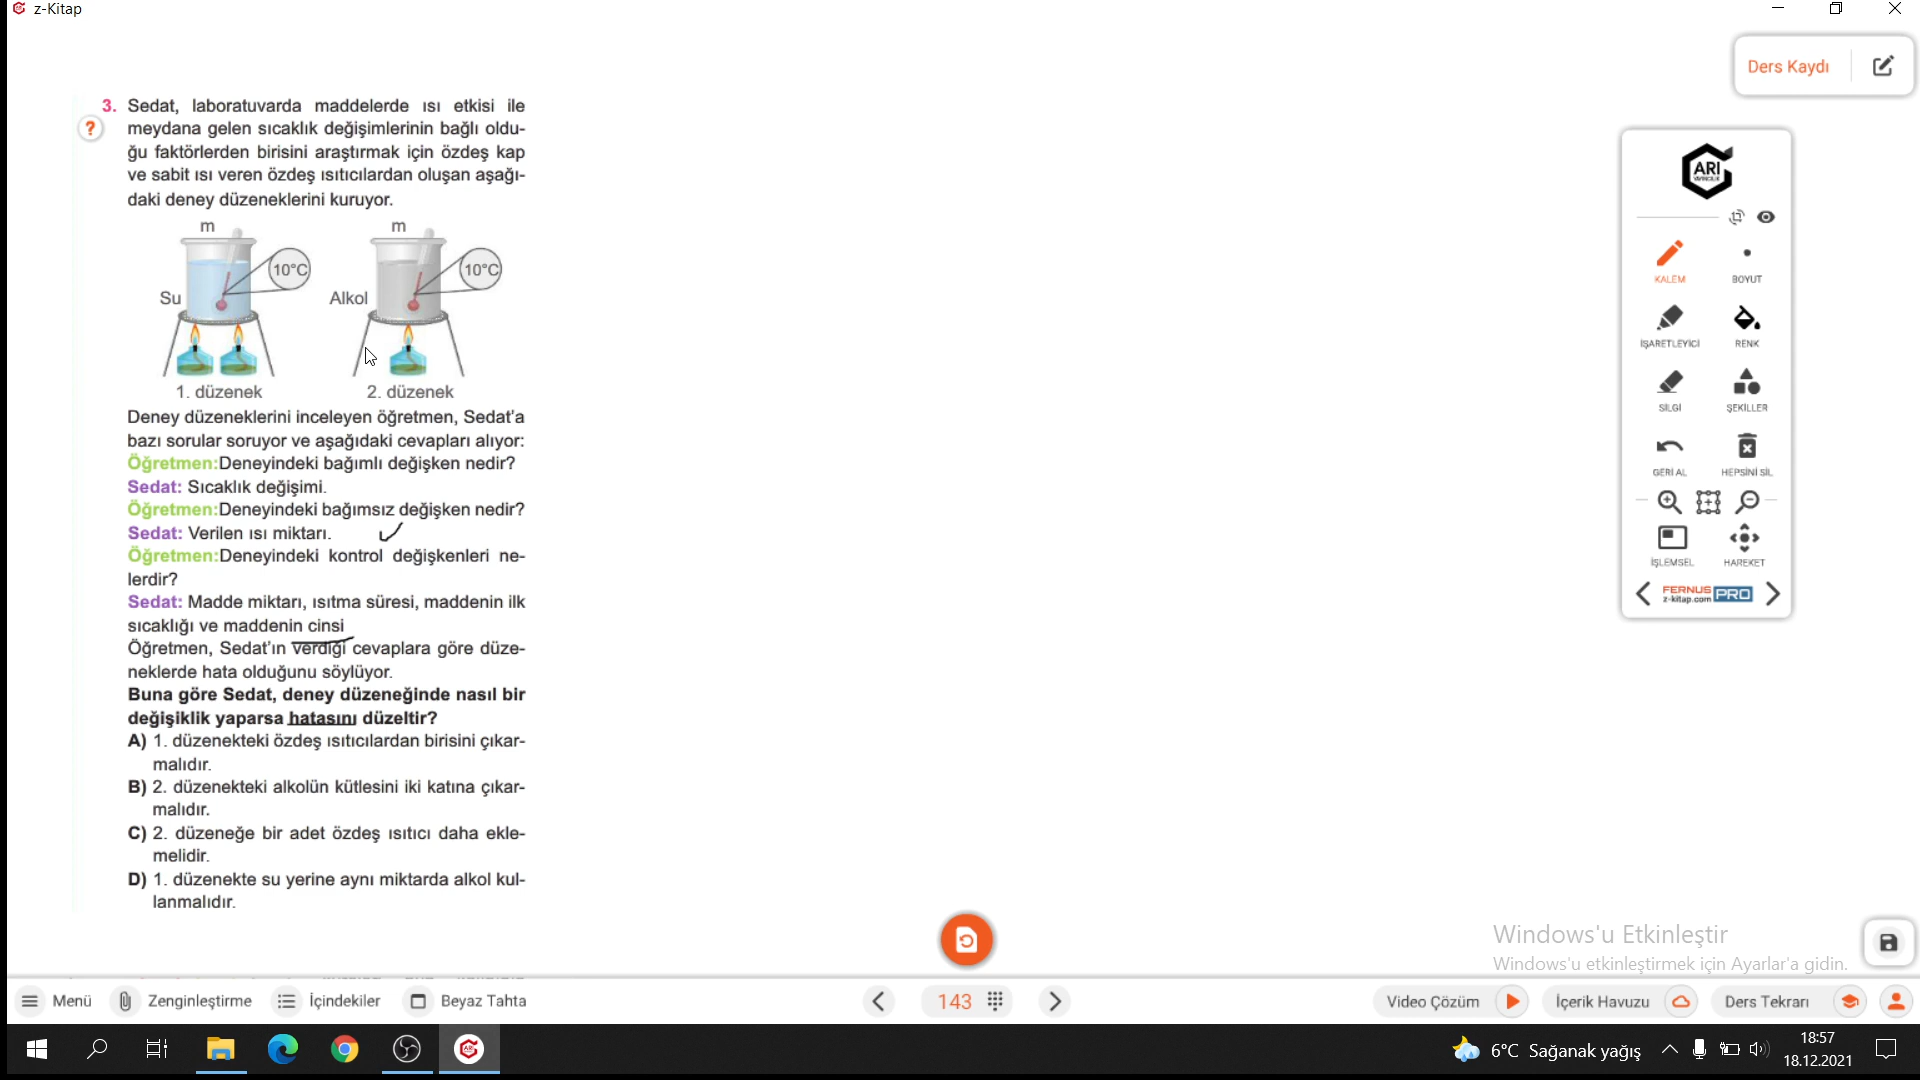 z-Kitap
Ders Kaydı
3. Sedat, laboratuvarda maddelerde ısı etkisi ile
? meydana gelen sıcaklık değişimlerinin bağlı oldu-
ğu faktörlerden birisini araştırmak için özdeş kap
ve sabit ısı veren özdeş ısıtıcılardan oluşan aşağı-
daki deney düzeneklerini kuruyor.
m m
10°C 10°C
Su Alkol
1. düzenek 2. düzenek
Deney düzeneklerini inceleyen öğretmen, Sedat'a
bazı sorular soruyor ve aşağıdaki cevapları alıyor:
Öğretmen:Deneyindeki bağımlı değişken nedir?
Sedat: Sıcaklık değişimi.
Öğretmen:Deneyindeki bağımsız değişken nedir?
Sedat: Verilen ısı miktarı.
Öğretmen:Deneyindeki kontrol değişkenleri ne-
lerdir?
Sedat: Madde miktarı, ısıtma süresi, maddenin ilk
sıcaklığı ve maddenin cinsi
Öğretmen, Sedat'ın verdiği cevaplara göre düze-
neklerde hata olduğunu söylüyor.
Buna göre Sedat, deney düzeneğinde nasıl bir
değişiklik yaparsa hatasını düzeltir?
A) 1. düzenekteki özdeş ısıtıcılardan birisini çıkar-
malıdır.
B) 2. düzenekteki alkolün kütlesini iki katına çıkar-
malıdır.
C) 2. düzeneğe bir adet özdeş ısıtıcı daha ekle-
melidir.
D) 1. düzenekte su yerine aynı miktarda alkol kul-
lanmalıdır.
ARI
YAYINCILIK
KALEM BOYUT
İŞARETLEYİCİ RENK
SİLGİ ŞEKİLLER
GERİ AL HEPSİNİ SİL
İŞLEMSEL HAREKET
FERNUS
z-kitap.com PRO
Windows'u Etkinleştir
Windows'u etkinleştirmek için Ayarlar'a gidin.
Menü Zenginleştirme İçindekiler Beyaz Tahta 143 Video Çözüm İçerik Havuzu Ders Tekrarı
6°C Sağanak yağış 18:57
18.12.2021